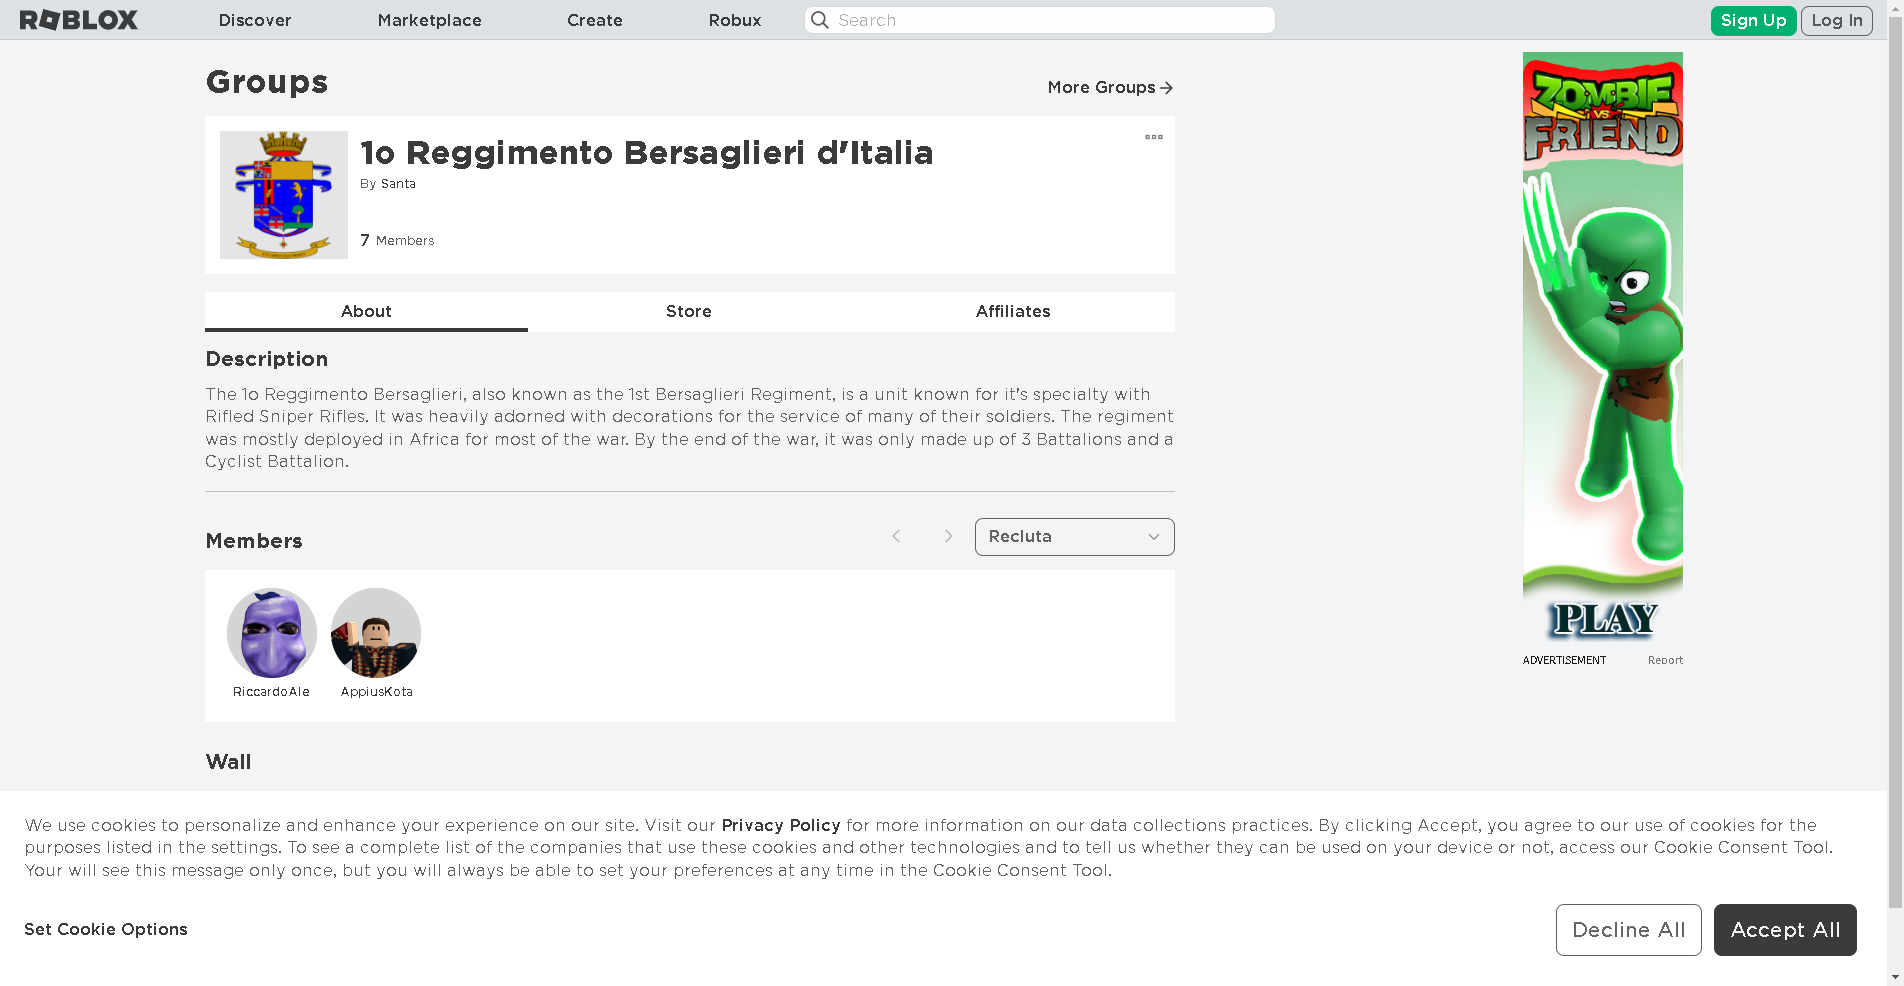 ROBLOX Discover Marketplace Create Robux Search Sign Up Log In
Groups
More Groups
1o Reggimento Bersaglieri d'Italia
By Santa
7 Members
About Store Affiliates
Description
The 1o Reggimento Bersaglieri, also known as the 1st Bersaglieri Regiment, is a unit known for it's specialty with
Rifled Sniper Rifles. It was heavily adorned with decorations for the service of many of their soldiers. The regiment
was mostly deployed in Africa for most of the war. By the end of the war, it was only made up of 3 Battalions and a
Cyclist Battalion.
Members
Recluta
RiccardoAle AppiusKota
Wall
ZOMBIE
VS
FRIEND
PLAY
ADVERTISEMENT Report
We use cookies to personalize and enhance your experience on our site. Visit our Privacy Policy for more information on our data collections practices. By clicking Accept, you agree to our use of cookies for the
purposes listed in the settings. To see a complete list of the companies that use these cookies and other technologies and to tell us whether they can be used on your device or not, access our Cookie Consent Tool.
Your will see this message only once, but you will always be able to set your preferences at any time in the Cookie Consent Tool.
Set Cookie Options
Decline All
Accept All